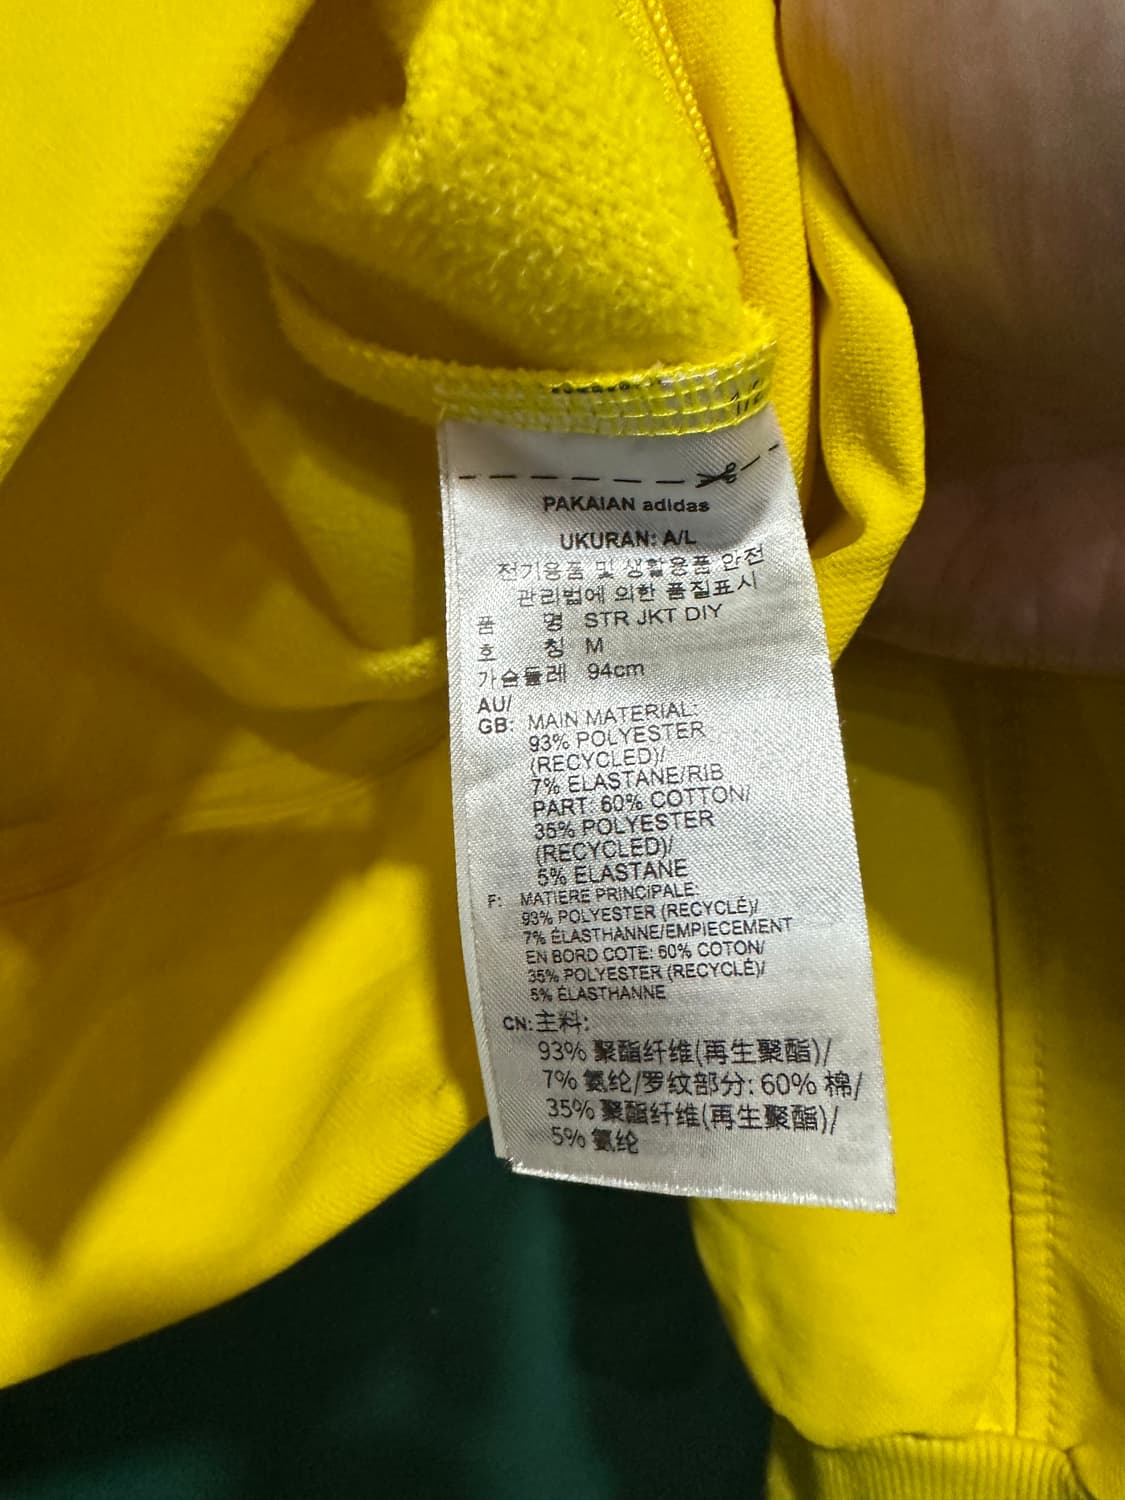 PAKAIAN adidas
UKURAN: A/L
전기용품 및 생활용품 안전
관리법에 의한 품질표시
품 명 STR JKT DIY
호 칭 M
가슴둘레 94cm
AU/
GB: MAIN MATERIAL:
93% POLYESTER
(RECYCLED)/
7% ELASTANE/RIB
PART: 60% COTTON/
35% POLYESTER
(RECYCLED)/
5% ELASTANE
F: MATIERE PRINCIPALE:
93% POLYESTER (RECYCLÉ)/
7% ÉLASTHANNE/EMPIECEMENT
EN BORD COTE: 60% COTON/
35% POLYESTER (RECYCLÉ)/
5% ÉLASTHANNE
CN: 主料:
93% 聚酯纤维(再生聚酯)/
7% 氨纶/罗纹部分: 60% 棉/
35% 聚酯纤维(再生聚酯)/
5% 氨纶